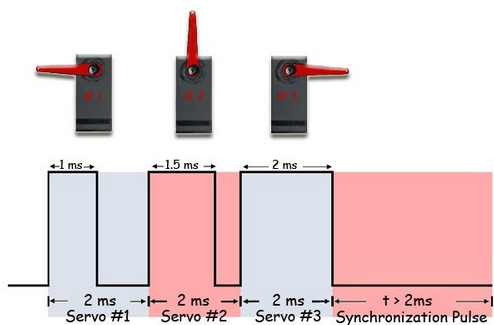 # 1
# 2
# 3
1 ms
1.5 ms
2 ms
2 ms
2 ms
2 ms
t > 2ms
Servo #1
Servo #2
Servo #3
Synchronization Pulse